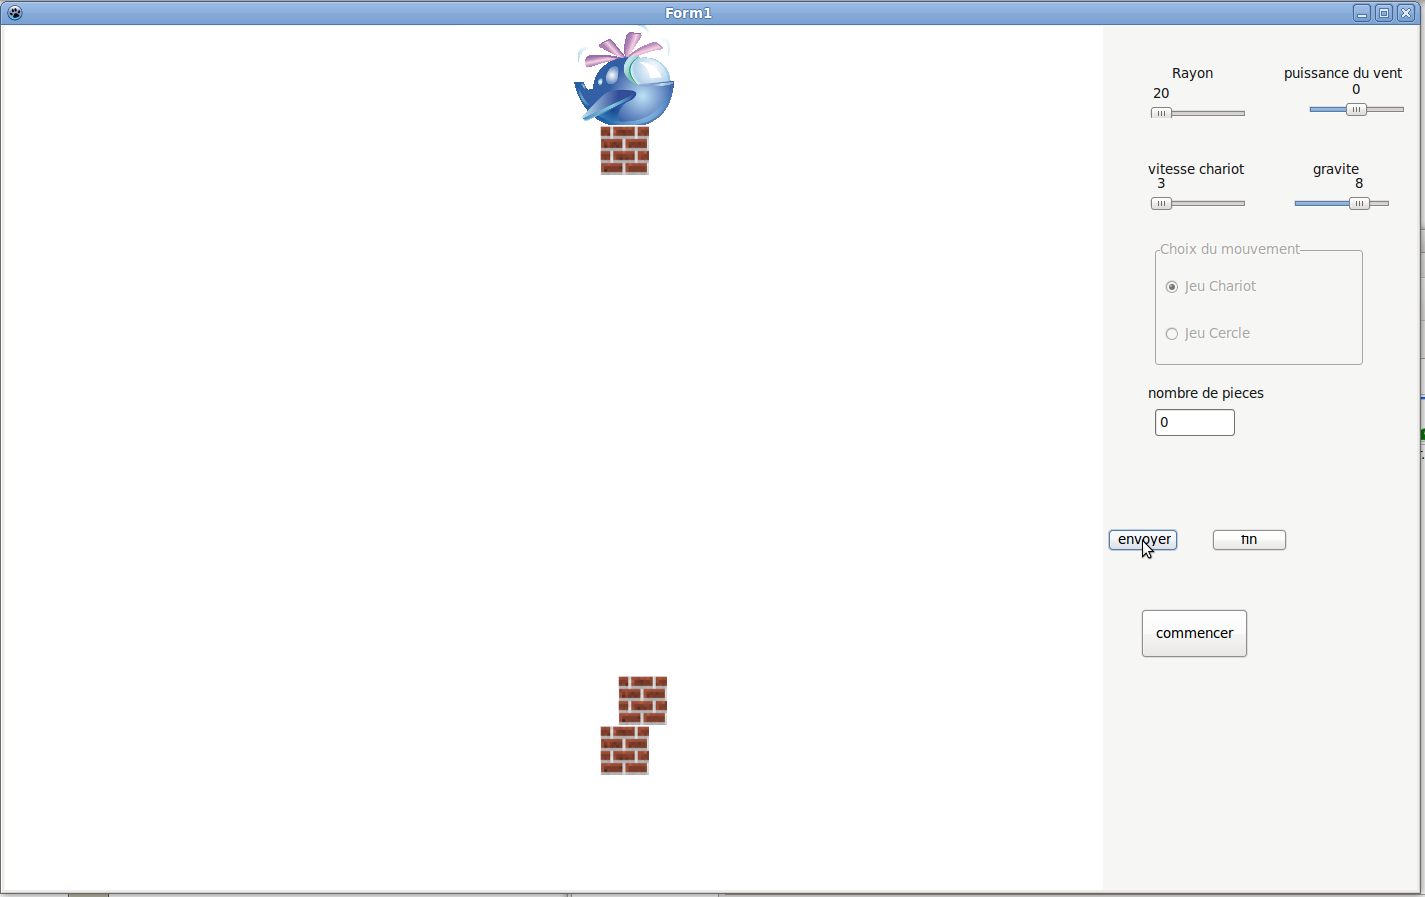 Form1
Rayon
puissance du vent
20
0
vitesse chariot
gravite
3
8
Choix du mouvement
Jeu Chariot
Jeu Cercle
nombre de pieces
0
envoyer
fin
commencer